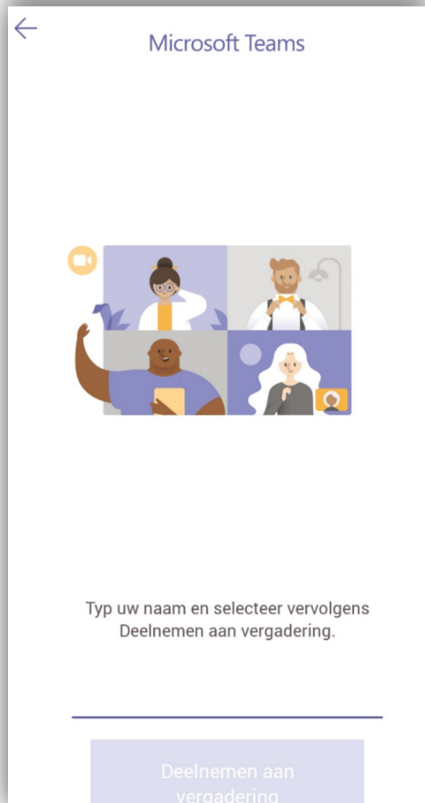 Microsoft Teams
Typ uw naam en selecteer vervolgens
Deelnemen aan vergadering.
Deelnemen aan
vergadering